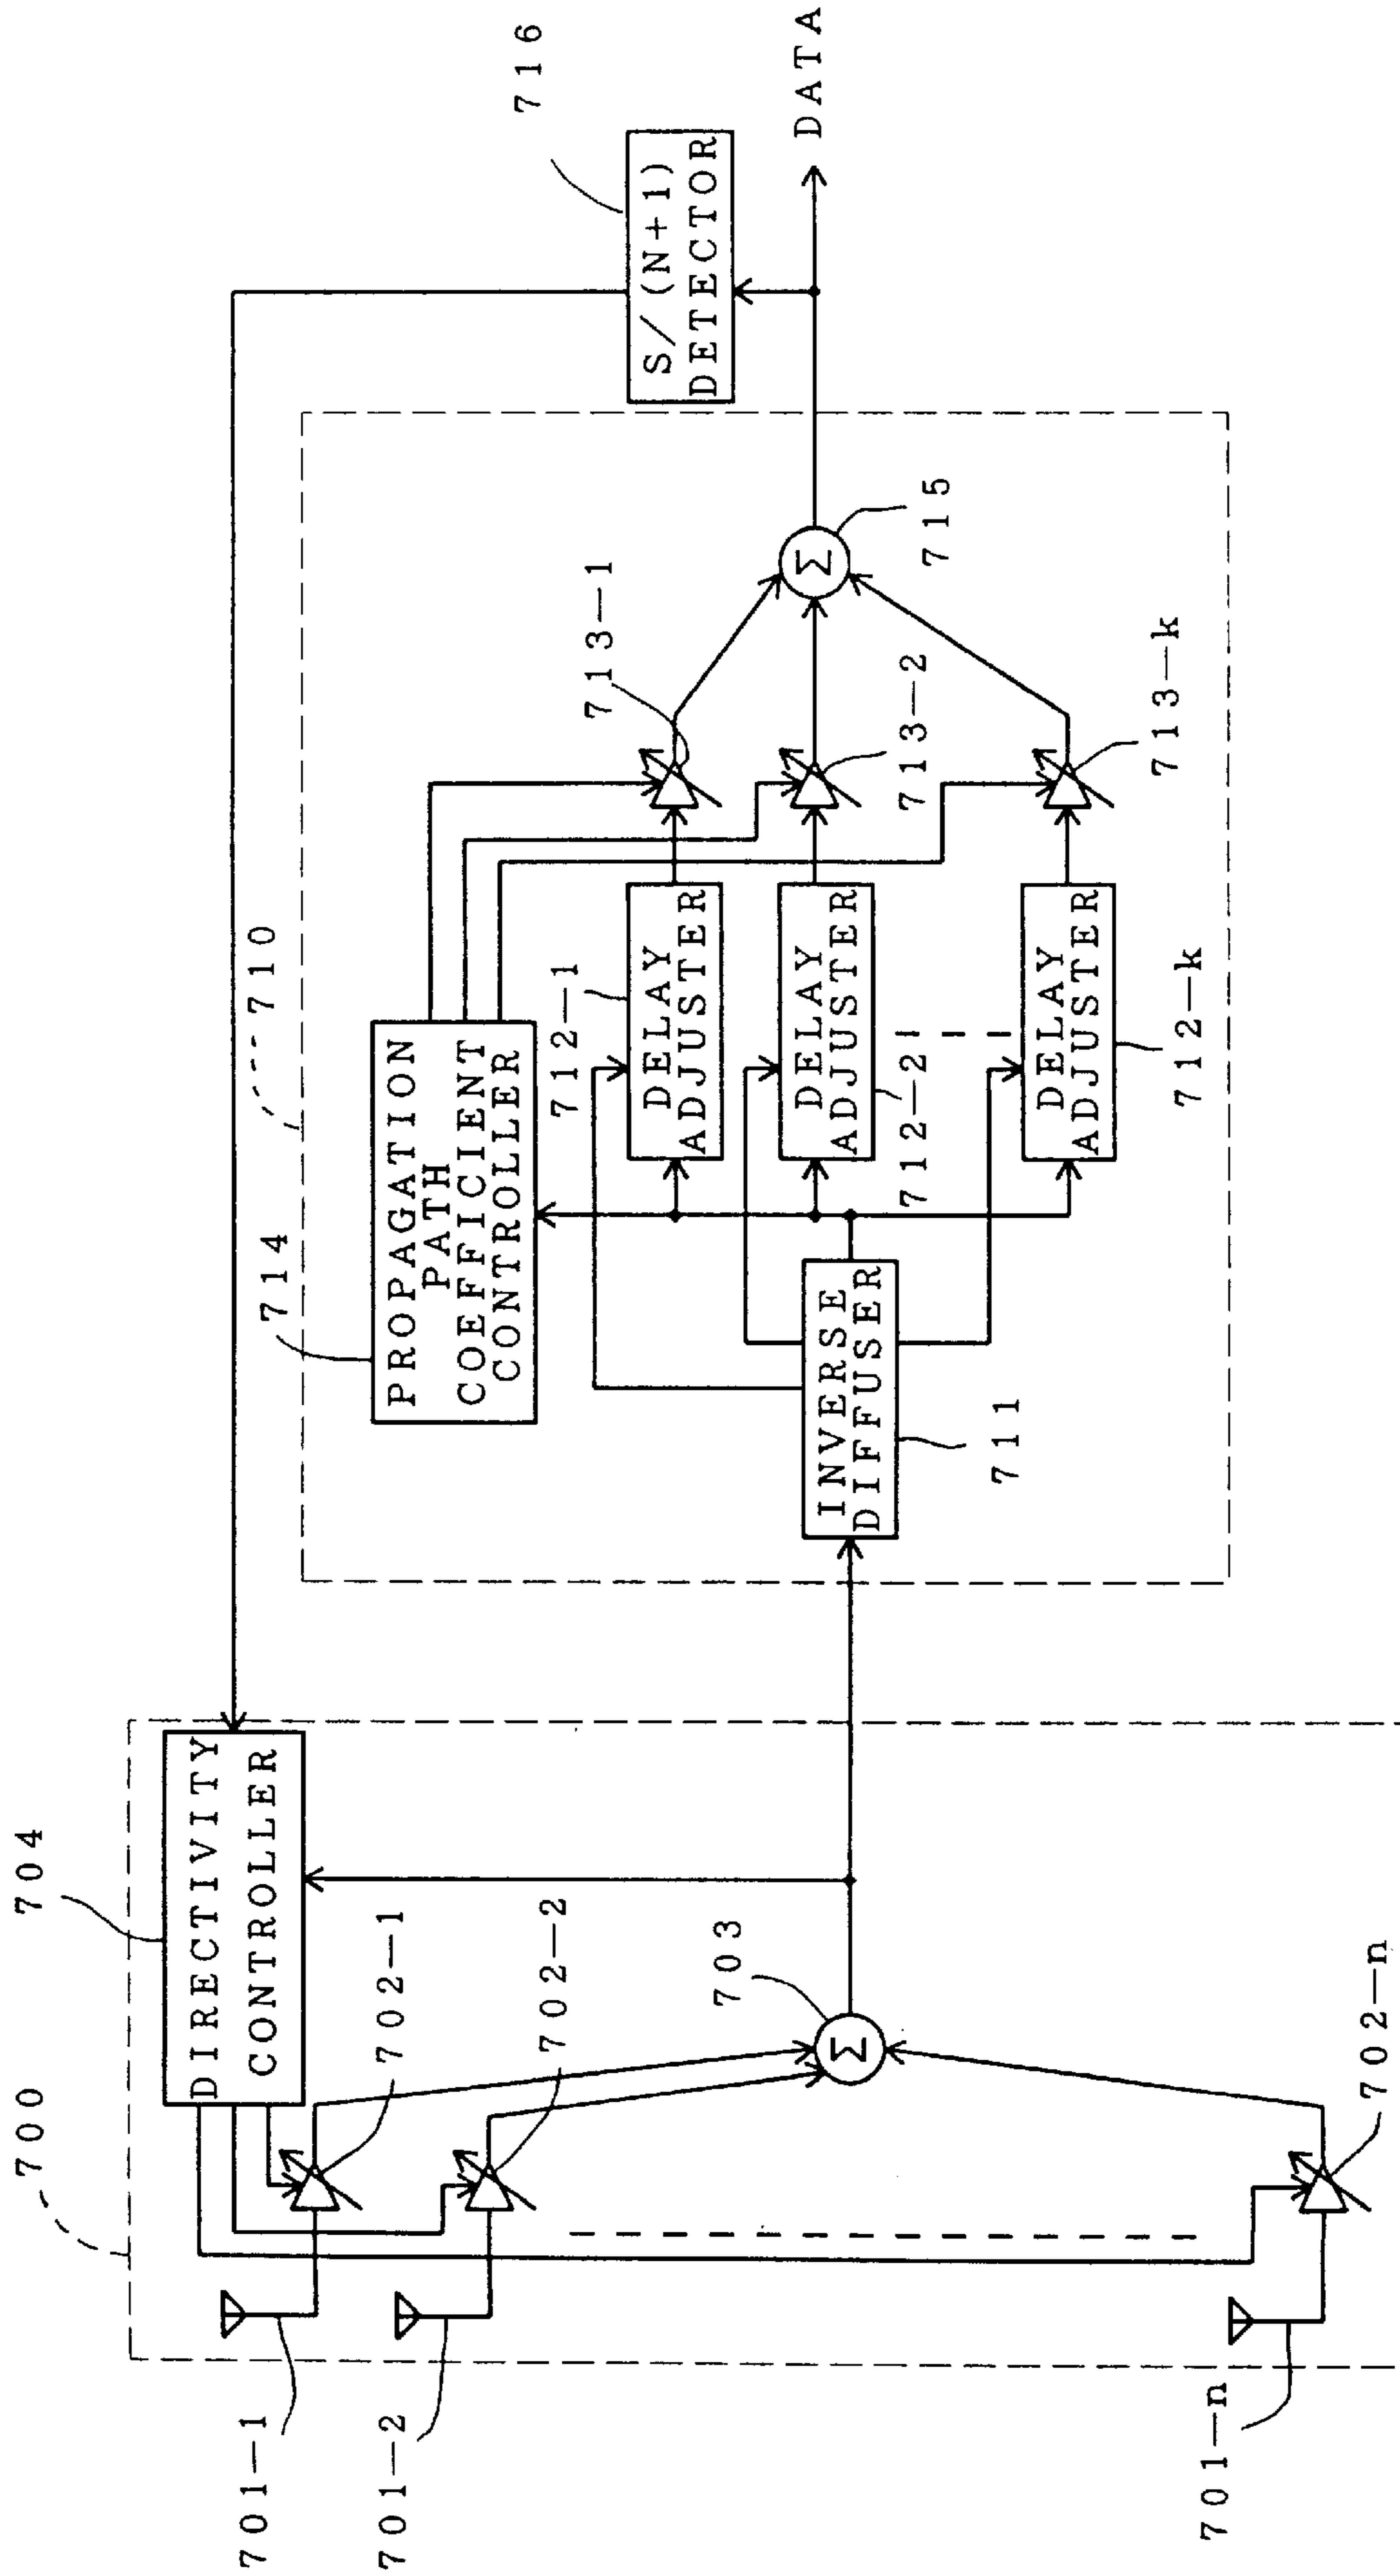 700
704
DIRECTIVITY
CONTROLLER
701—1
702—1
701—2
702—2
703
Σ
701—n
702—n
710
714
PROPAGATION
PATH
COEFFICIENT
CONTROLLER
INVERSE
DIFFUSER
711
712—1
DELAY
ADJUSTER
713—1
DELAY
ADJUSTER
712—2
713—2
DELAY
ADJUSTER
712—k
713—k
Σ
715
S/(N+1)
DETECTOR
716
DATA